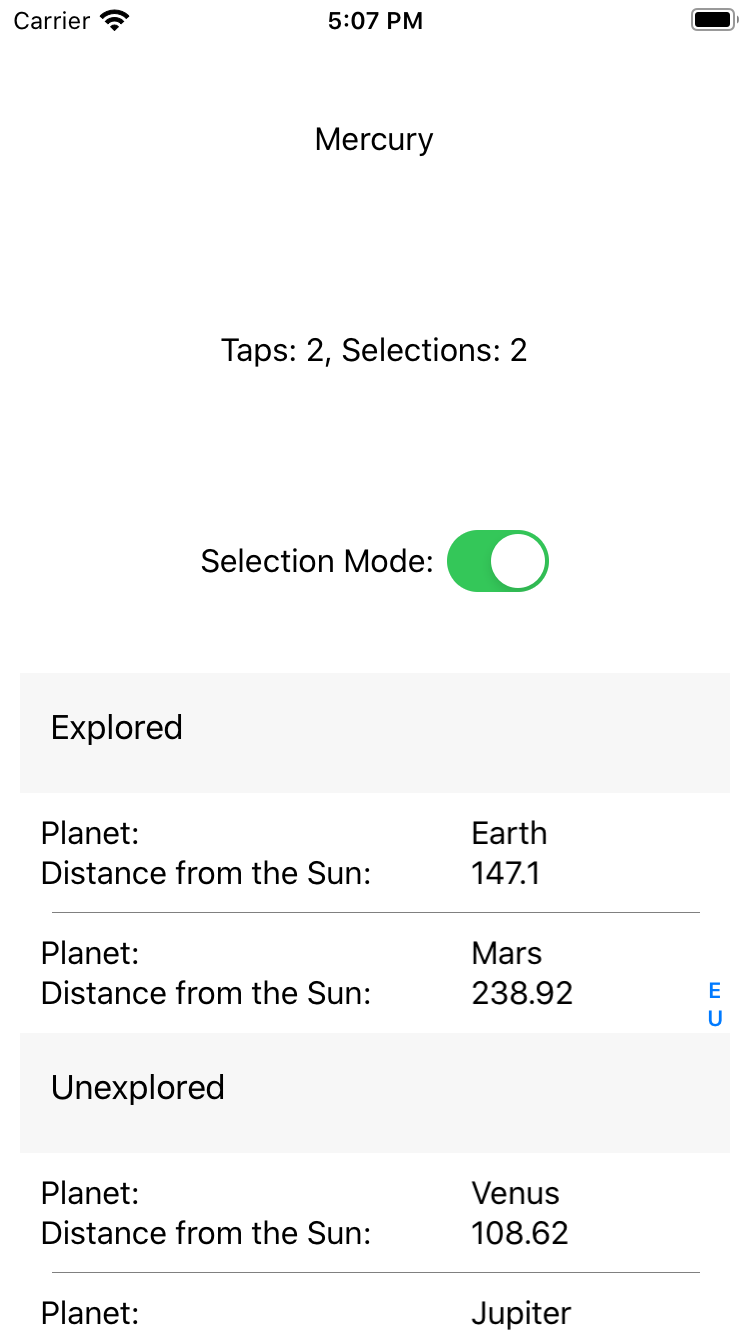 Carrier 5:07 PM
Mercury
Taps: 2, Selections: 2
Selection Mode:
Explored
Planet: Earth
Distance from the Sun: 147.1
Planet: Mars
Distance from the Sun: 238.92
E
U
Unexplored
Planet: Venus
Distance from the Sun: 108.62
Planet: Jupiter